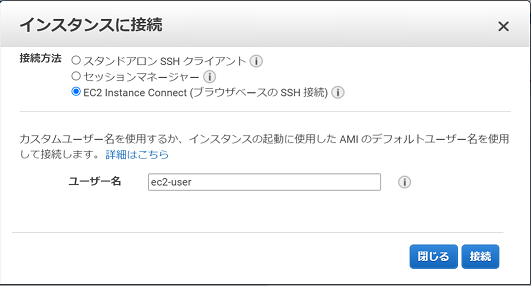 インスタンスに接続
接続方法
スタンドアロン SSH クライアント
セッションマネージャー
EC2 Instance Connect (ブラウザベースの SSH 接続)
カスタムユーザー名を使用するか、インスタンスの起動に使用した AMI のデフォルトユーザー名を使用
して接続します。 詳細はこちら
ユーザー名 ec2-user
閉じる 接続